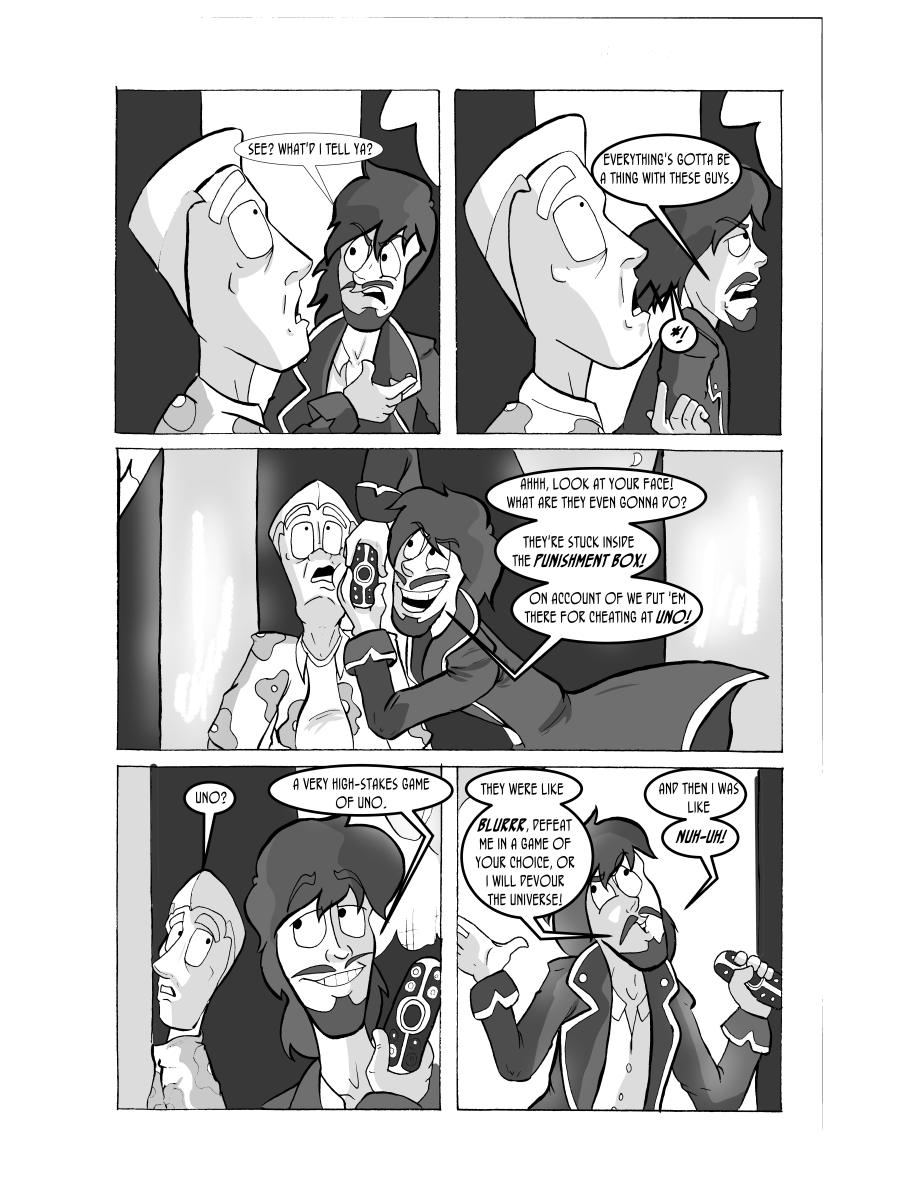 SEE? WHAT'D I TELL YA?
EVERYTHING'S GOTTA BE
A THING WITH THESE GUYS.
*!
AHHH, LOOK AT YOUR FACE!
WHAT ARE THEY EVEN GONNA DO?
THEY'RE STUCK INSIDE
THE PUNISHMENT BOX!
ON ACCOUNT OF WE PUT 'EM
THERE FOR CHEATING AT UNO!
UNO?
A VERY HIGH-STAKES GAME
OF UNO.
THEY WERE LIKE
BLURRR, DEFEAT
ME IN A GAME OF
YOUR CHOICE, OR
I WILL DEVOUR
THE UNIVERSE!
AND THEN I WAS
LIKE
NUH-UH!